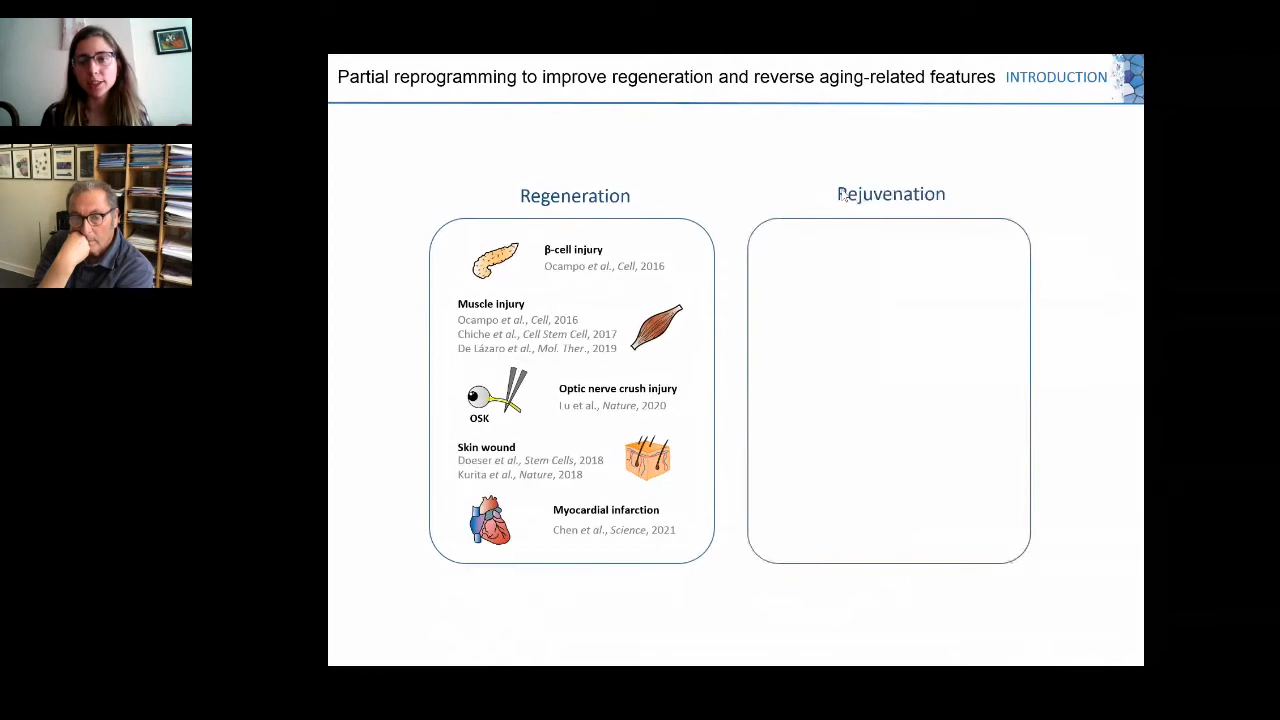 Partial reprogramming to improve regeneration and reverse aging-related features INTRODUCTION
Regeneration
β-cell injury
Ocampo et al., Cell, 2016
Muscle injury
Ocampo et al., Cell, 2016
Chiche et al., Cell Stem Cell, 2017
De Lázaro et al., Mol. Ther., 2019
OSK
Optic nerve crush injury
Lu et al., Nature, 2020
Skin wound
Doeser et al., Stem Cells, 2018
Kurita et al., Nature, 2018
Myocardial infarction
Chen et al., Science, 2021
Rejuvenation